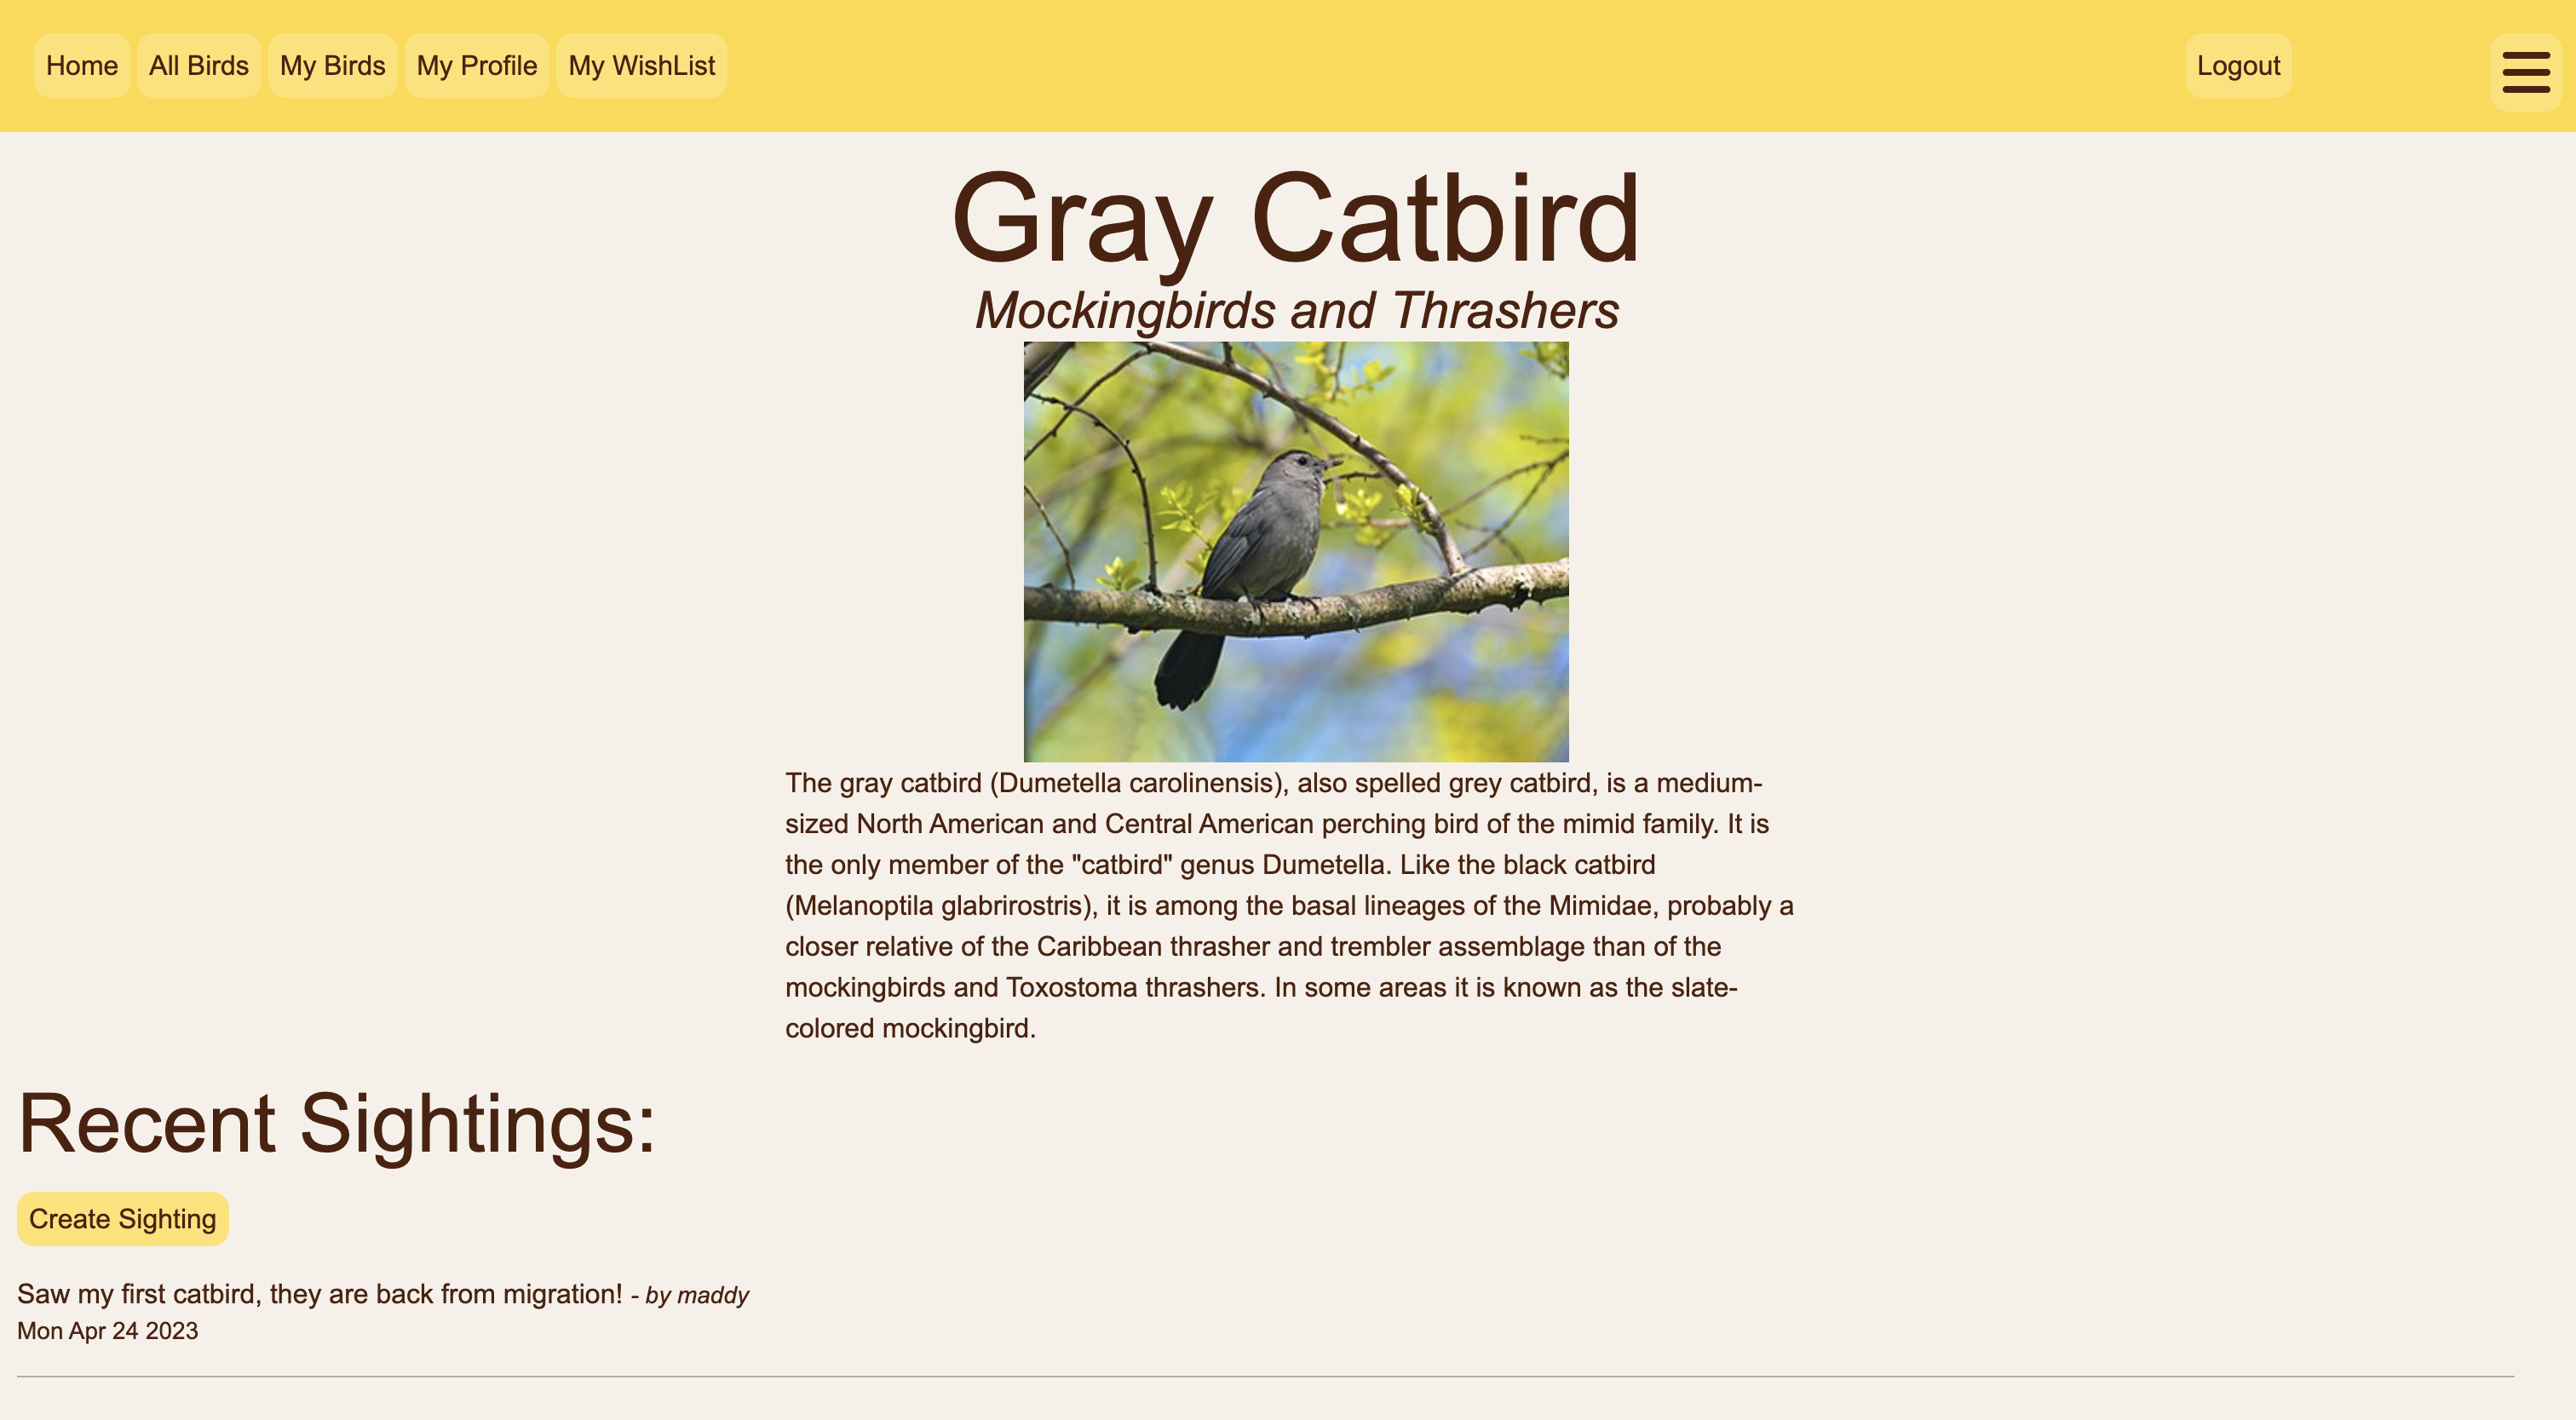 Home All Birds My Birds My Profile My WishList Logout
Gray Catbird
Mockingbirds and Thrashers
The gray catbird (Dumetella carolinensis), also spelled grey catbird, is a medium-
sized North American and Central American perching bird of the mimid family. It is
the only member of the "catbird" genus Dumetella. Like the black catbird
(Melanoptila glabrirostris), it is among the basal lineages of the Mimidae, probably a
closer relative of the Caribbean thrasher and trembler assemblage than of the
mockingbirds and Toxostoma thrashers. In some areas it is known as the slate-
colored mockingbird.
Recent Sightings:
Create Sighting
Saw my first catbird, they are back from migration! - by maddy
Mon Apr 24 2023